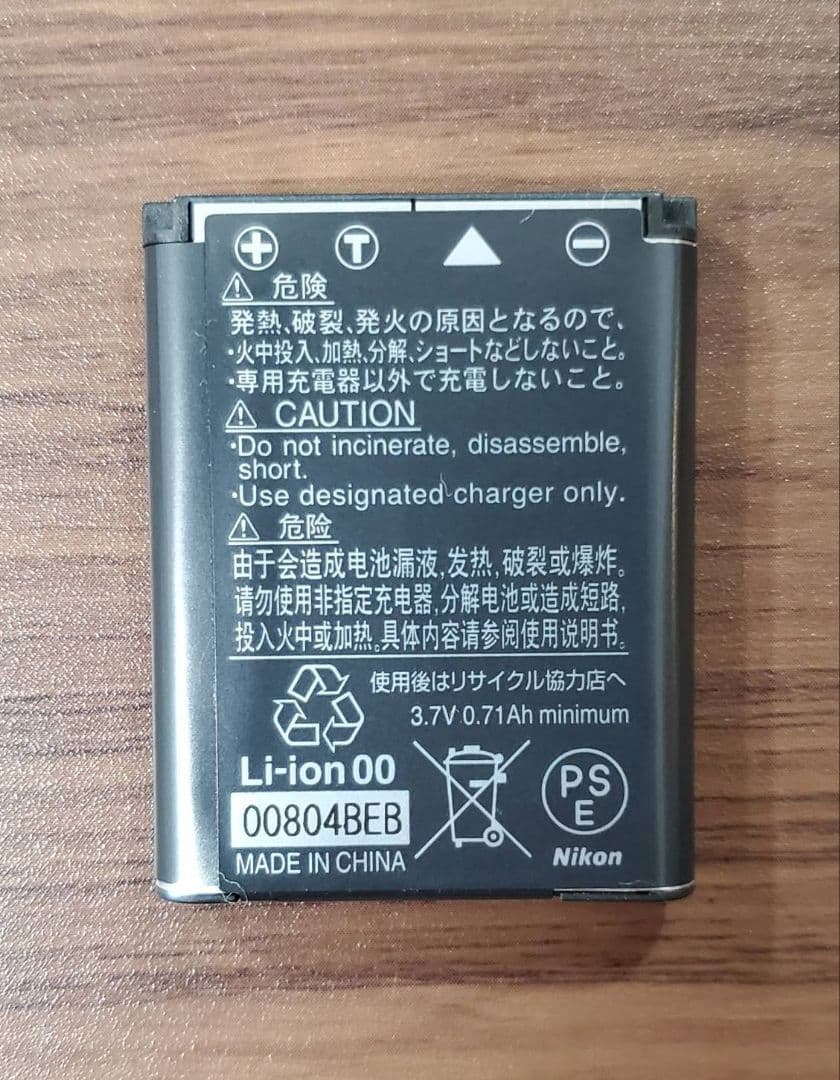 + T −
危険
発熱、破裂、発火の原因となるので、
・火中投入、加熱、分解、ショートなどしないこと。
・専用充電器以外で充電しないこと。
CAUTION
・Do not incinerate, disassemble,
short.
・Use designated charger only.
危险
由于会造成电池漏液,发热,破裂或爆炸。
请勿使用非指定充电器,分解电池或造成短路,
投入火中或加热。具体内容请参阅使用说明书。
使用後はリサイクル協力店へ
3.7V 0.71Ah minimum
Li-ion 00
PS
E
00804BEB
MADE IN CHINA
Nikon